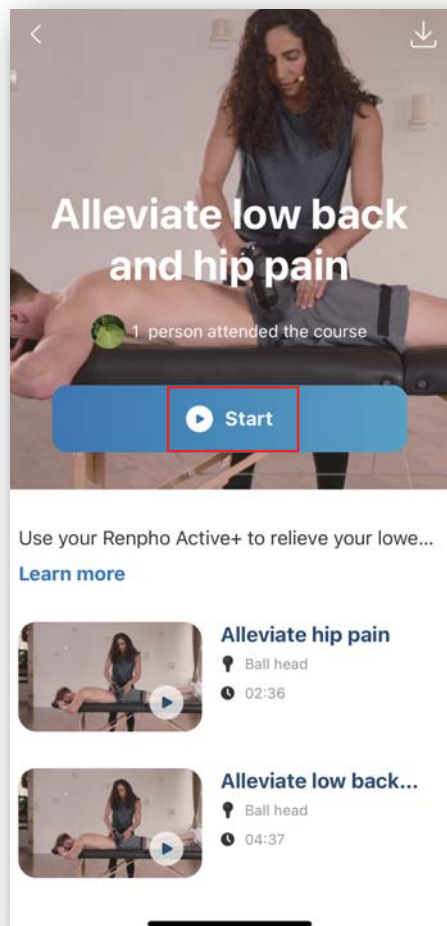 Alleviate low back
and hip pain
1 person attended the course
Start
Use your Renpho Active+ to relieve your lowe...
Learn more
Alleviate hip pain
Ball head
02:36
Alleviate low back...
Ball head
04:37